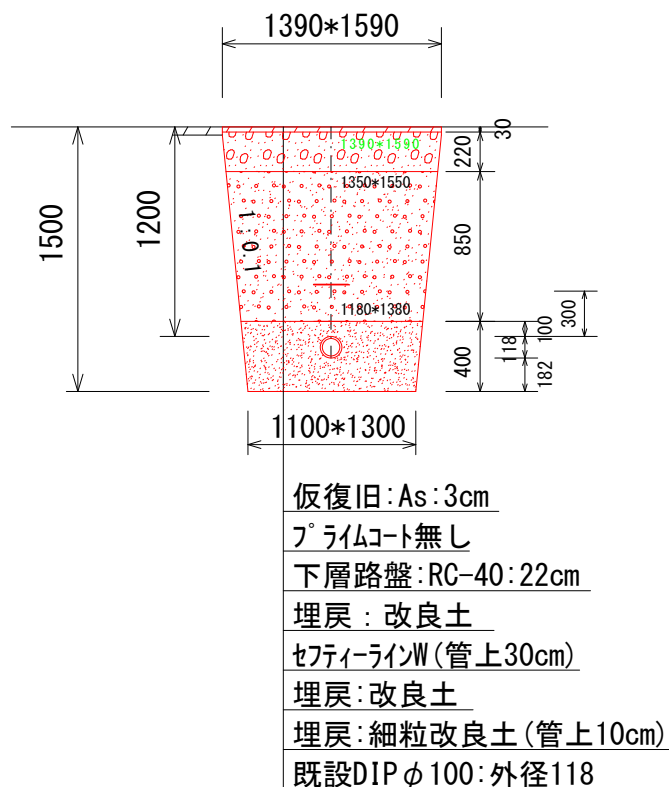 1390*1590
30
220
1390*1590
1350*1550
1500
1200
1:0.1
850
300
1180*1380
100
118
400
182
1100*1300
仮復旧:As:3cm
プライムコート無し
下層路盤:RC-40:22cm
埋戻:改良土
セフティーラインW(管上30cm)
埋戻:改良土
埋戻:細粒改良土(管上10cm)
既設DIPφ100:外径118